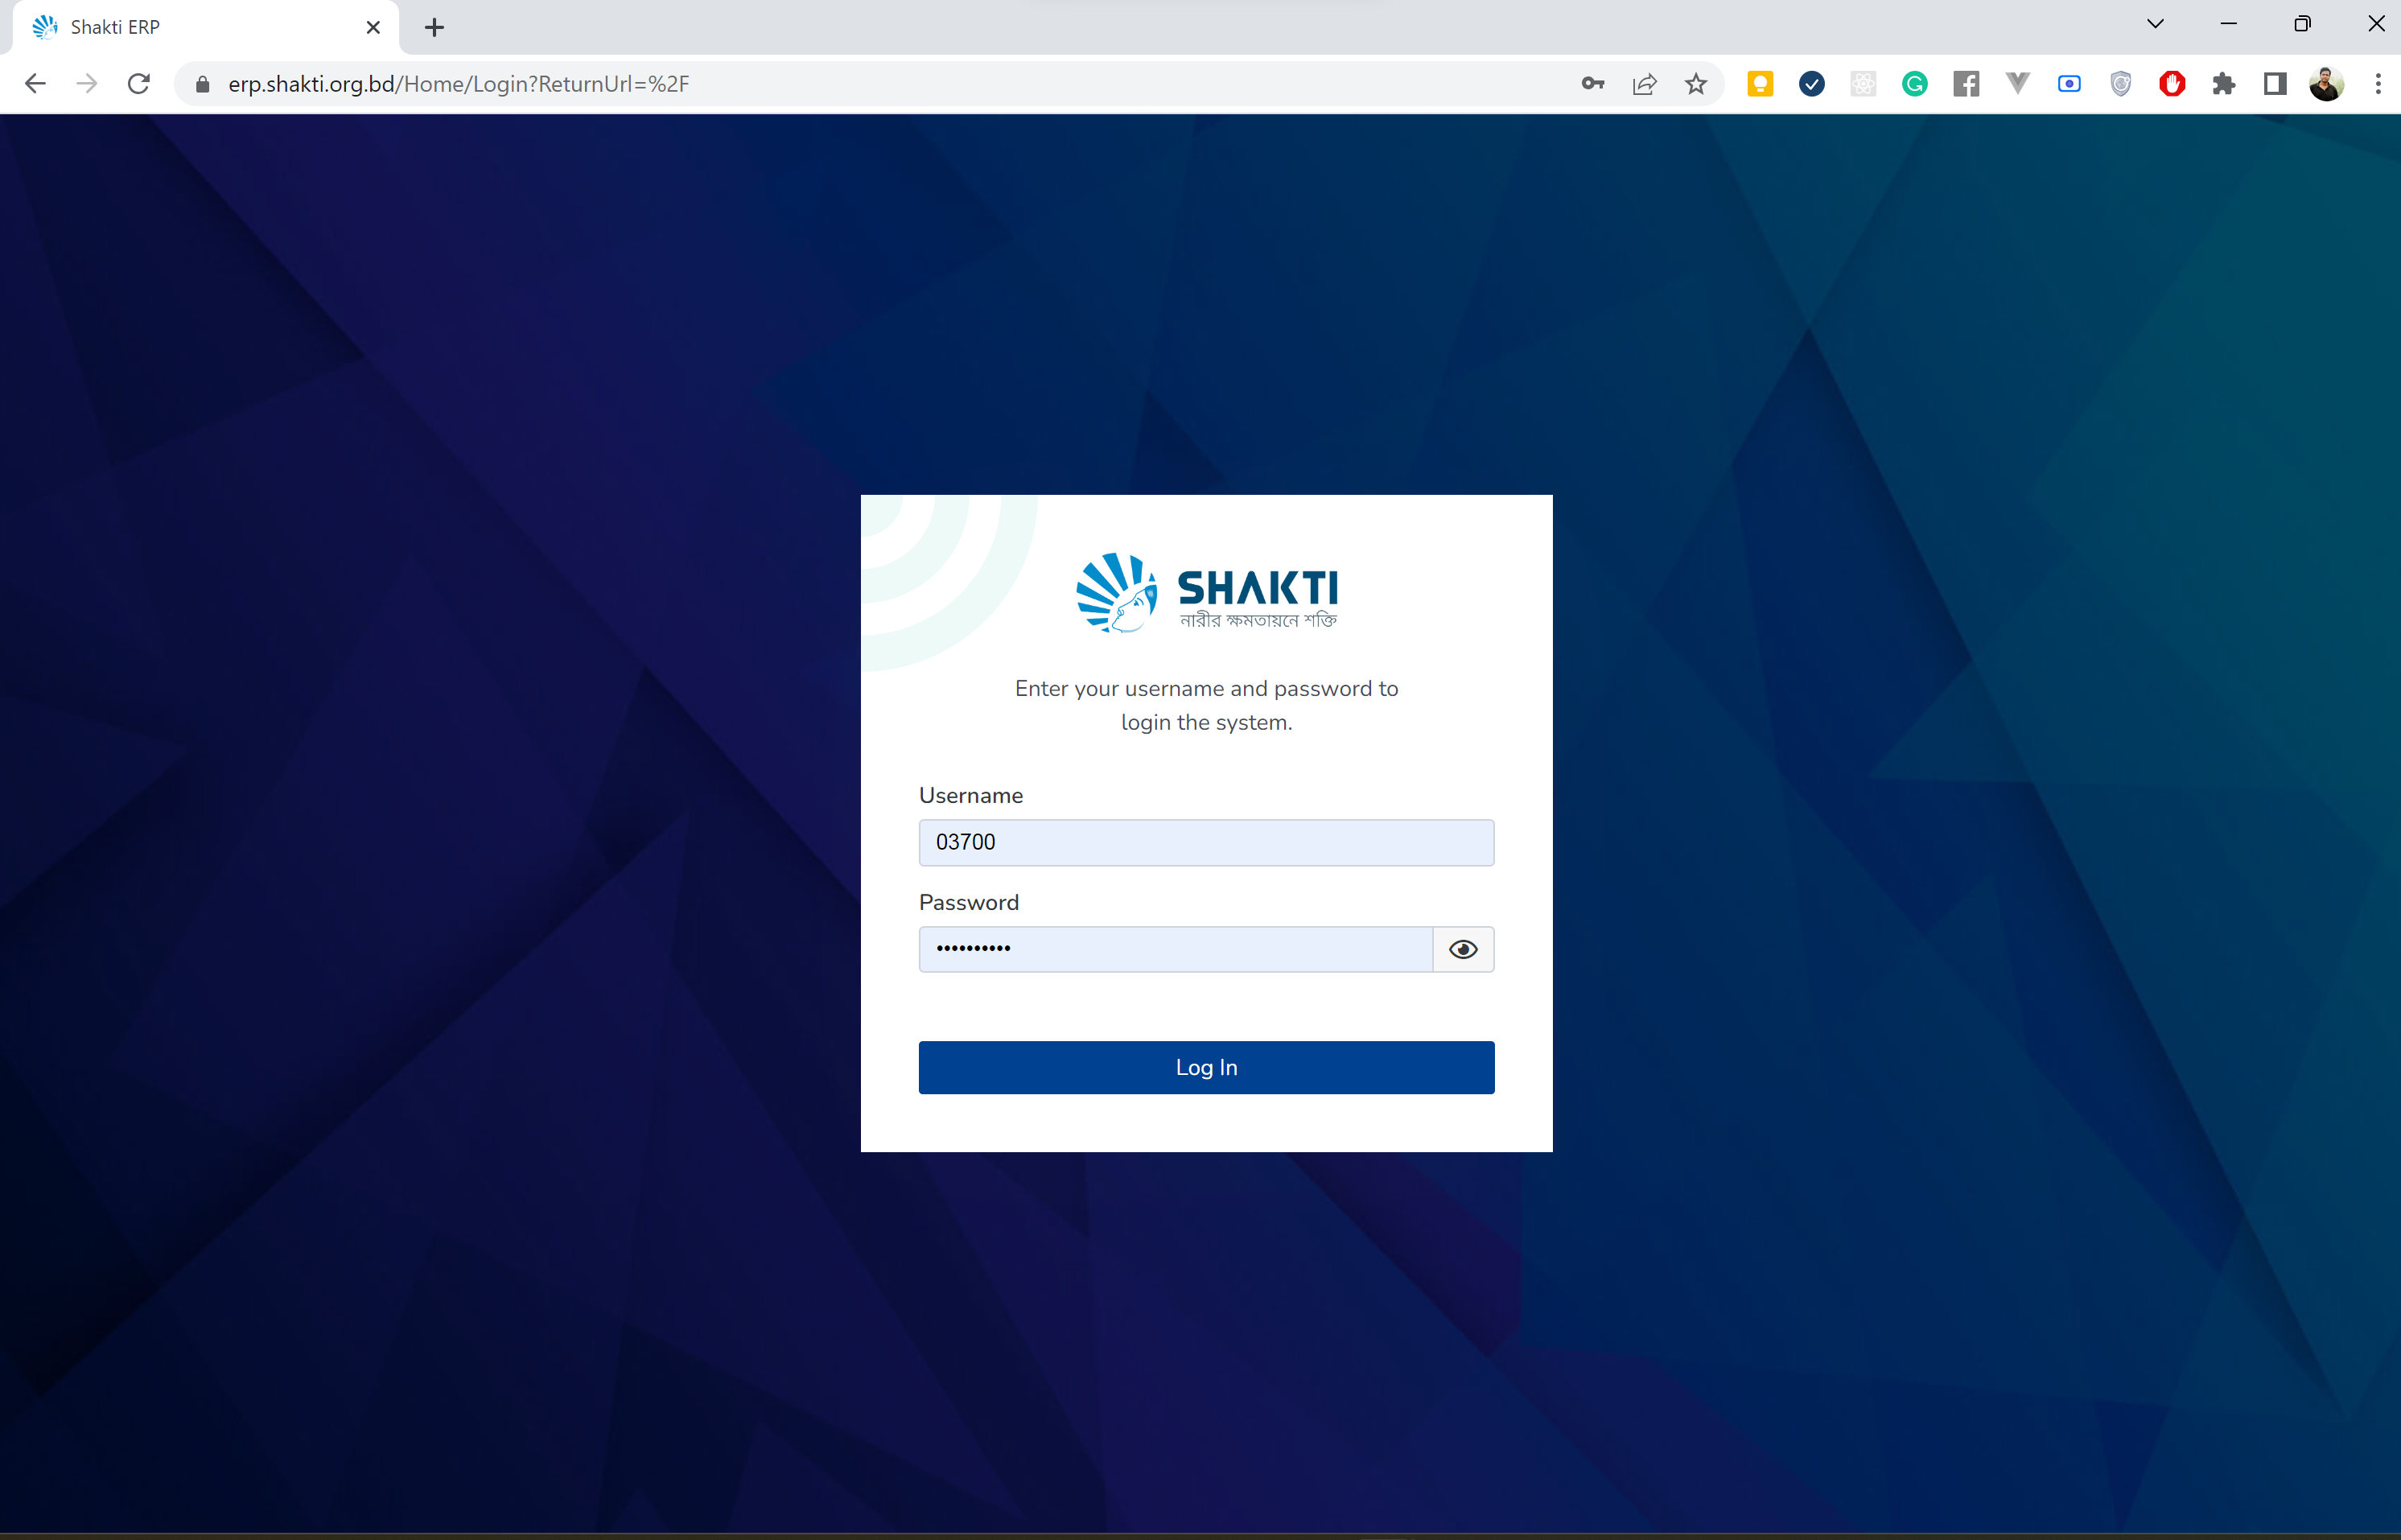 Shakti ERP
erp.shakti.org.bd/Home/Login?ReturnUrl=%2F
SHAKTI
নারীর ক্ষমতায়নে শক্তি
Enter your username and password to
login the system.
Username
03700
Password
••••••••••
Log In